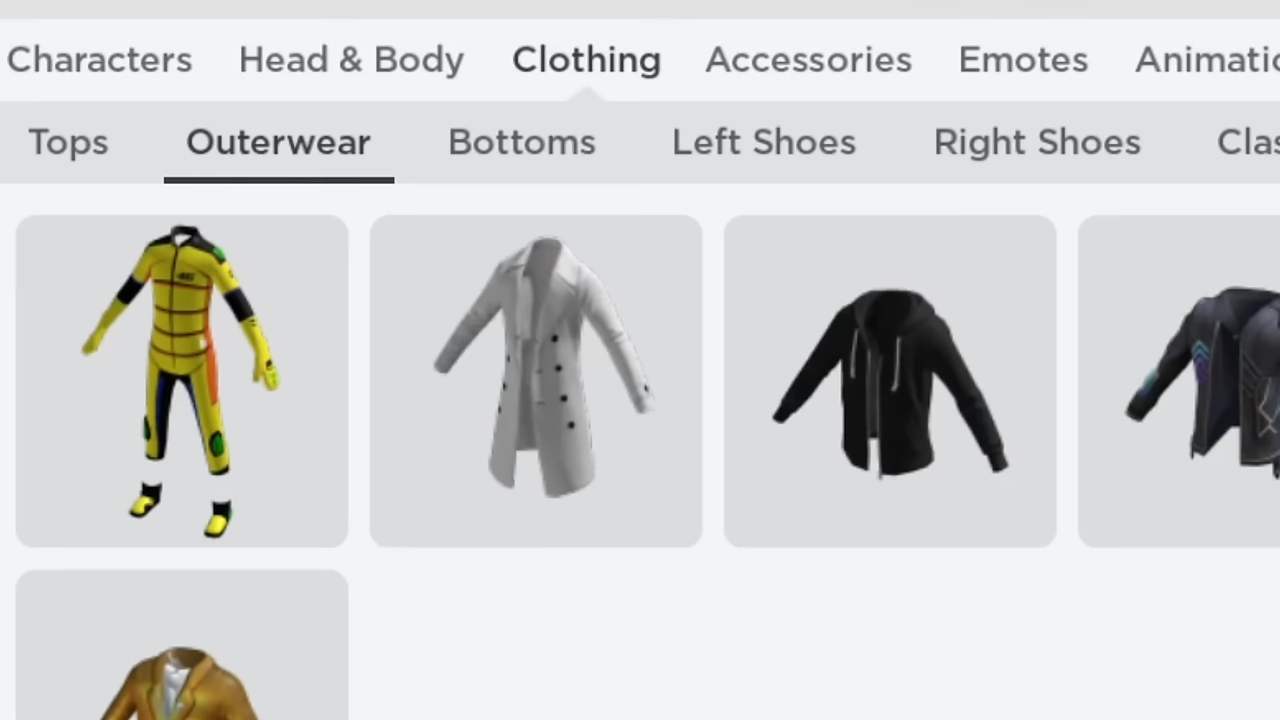 Characters Head & Body Clothing Accessories Emotes
Tops Outerwear Bottoms Left Shoes Right Shoes